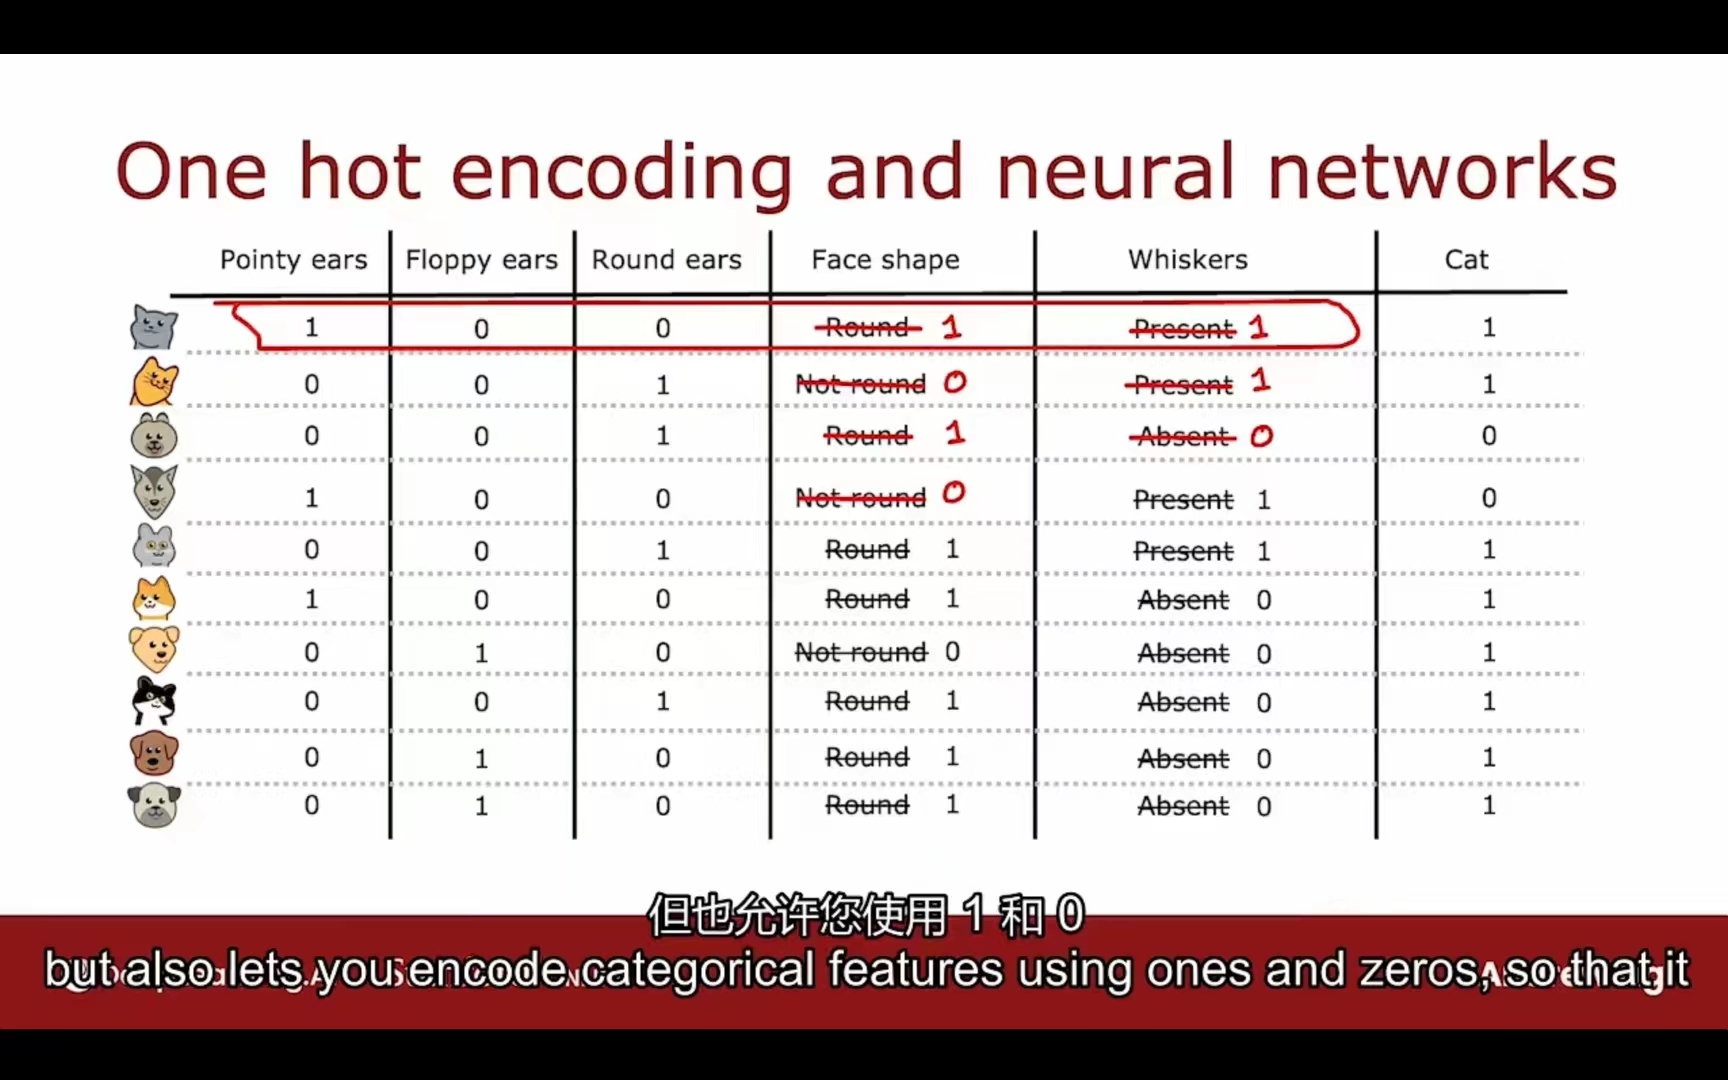 One hot encoding and neural networks
Pointy ears Floppy ears Round ears Face shape Whiskers Cat
1 0 0 Round 1 Present 1 1
0 0 1 Not round 0 Present 1 1
0 0 1 Round 1 Absent 0 0
1 0 0 Not round 0 Present 1 0
0 0 1 Round 1 Present 1 1
1 0 0 Round 1 Absent 0 1
0 1 0 Not round 0 Absent 0 1
0 0 1 Round 1 Absent 0 1
0 1 0 Round 1 Absent 0 1
0 1 0 Round 1 Absent 0 1
但也允许您使用 1 和 0
but also lets you encode categorical features using ones and zeros, so that it